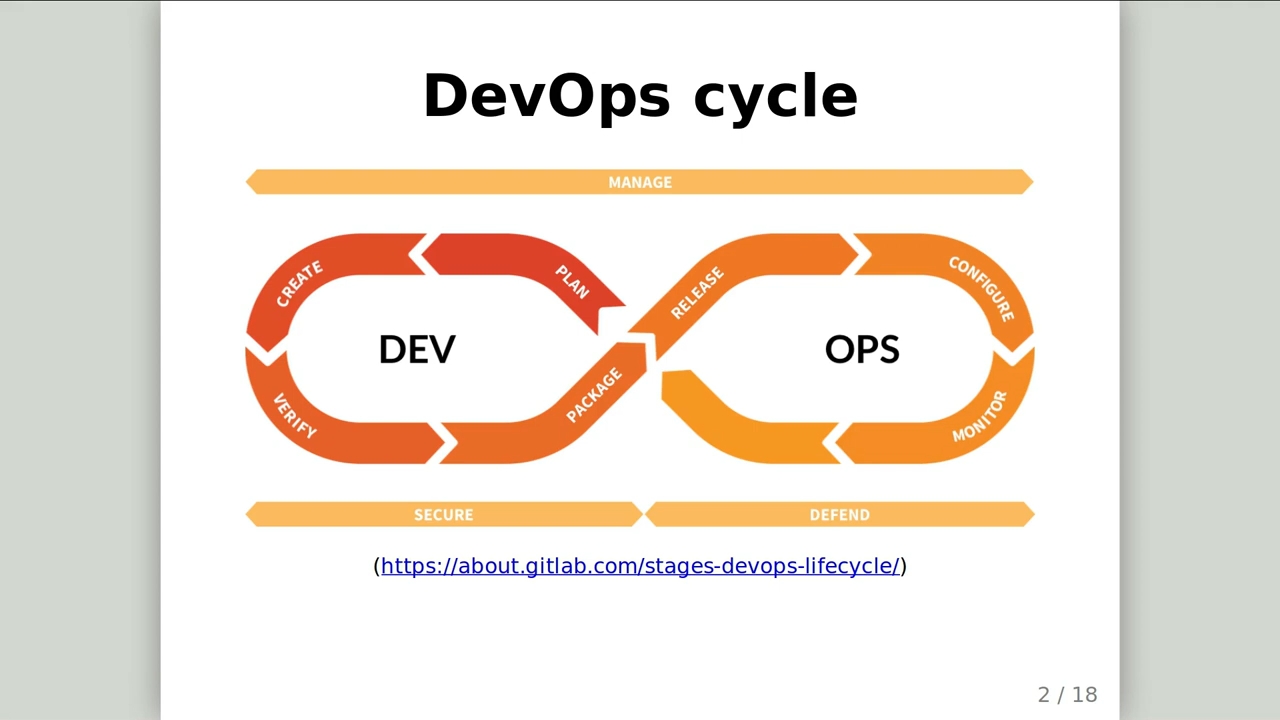 DevOps cycle
MANAGE
CREATE
PLAN
RELEASE
CONFIGURE
DEV
OPS
VERIFY
PACKAGE
MONITOR
SECURE
DEFEND
(https://about.gitlab.com/stages-devops-lifecycle/)
2 / 18